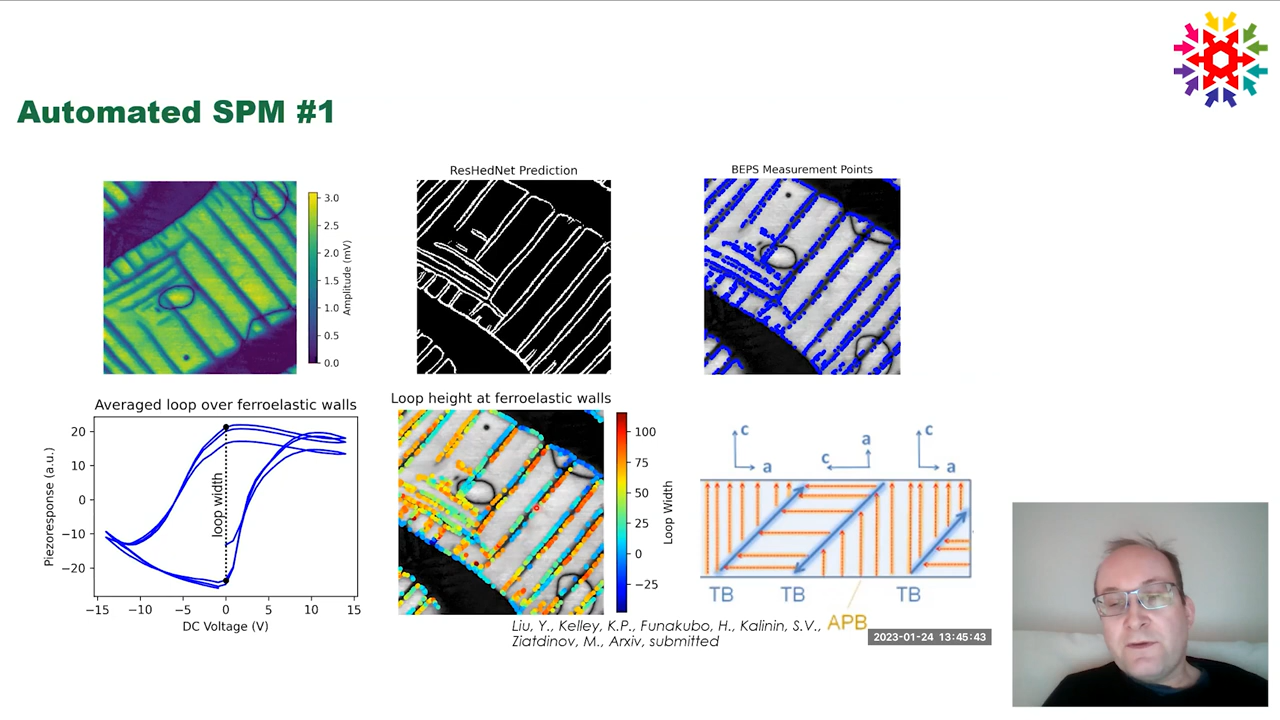 Automated SPM #1
ResHedNet Prediction
BEPS Measurement Points
3.0
2.5
2.0
1.5
1.0
0.5
0.0
Amplitude (mV)
Averaged loop over ferroelastic walls
20
10
0
−10
−20
Piezoresponse (a.u.)
loop width
−15 −10 −5 0 5 10 15
DC Voltage (V)
Loop height at ferroelastic walls
100
75
50
25
0
−25
Loop Width
c
a
a
c
c
a
TB
TB
TB
APB
Liu, Y., Kelley, K.P., Funakubo, H., Kalinin, S.V.,
Ziatdinov, M., Arxiv, submitted
2023-01-24 13:45:43